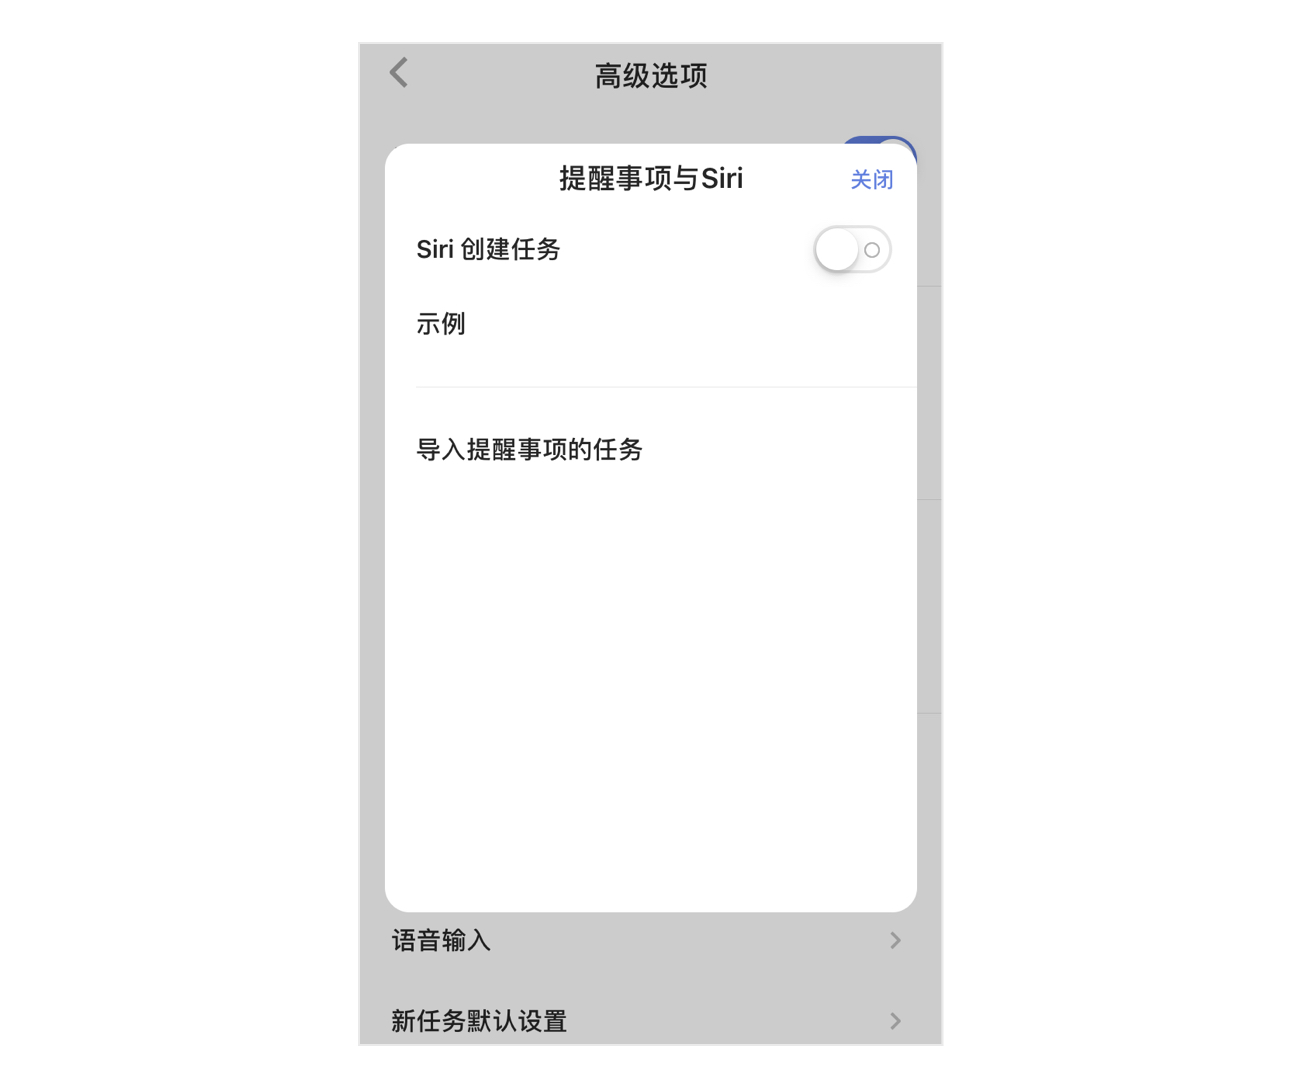 高级选项
提醒事项与Siri
关闭
Siri 创建任务
示例
导入提醒事项的任务
语音输入
新任务默认设置